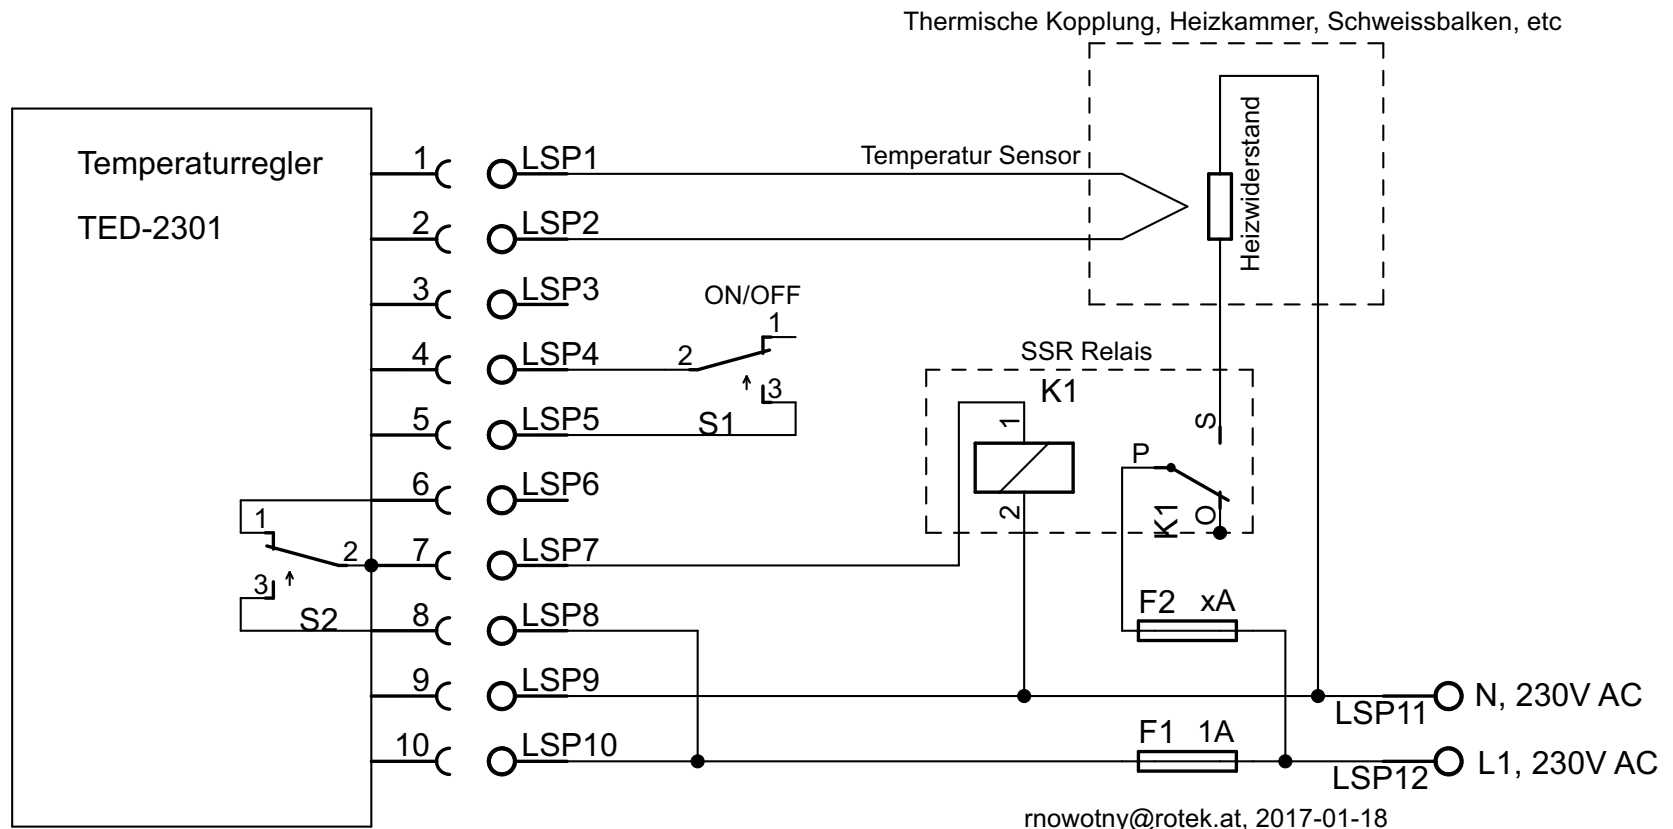 Thermische Kopplung, Heizkammer, Schweissbalken, etc
Temperaturregler
TED-2301
1 LSP1
Temperatur Sensor
Heizwiderstand
2 LSP2
3 LSP3
ON/OFF
1
4 LSP4
2
3
S1
5 LSP5
SSR Relais
K1
1
2
S
P
K1
O
6 LSP6
1
2
3
S2
7 LSP7
8 LSP8
F2 xA
9 LSP9
LSP11
N, 230V AC
10 LSP10
F1 1A
LSP12
L1, 230V AC
rnowotny@rotek.at, 2017-01-18